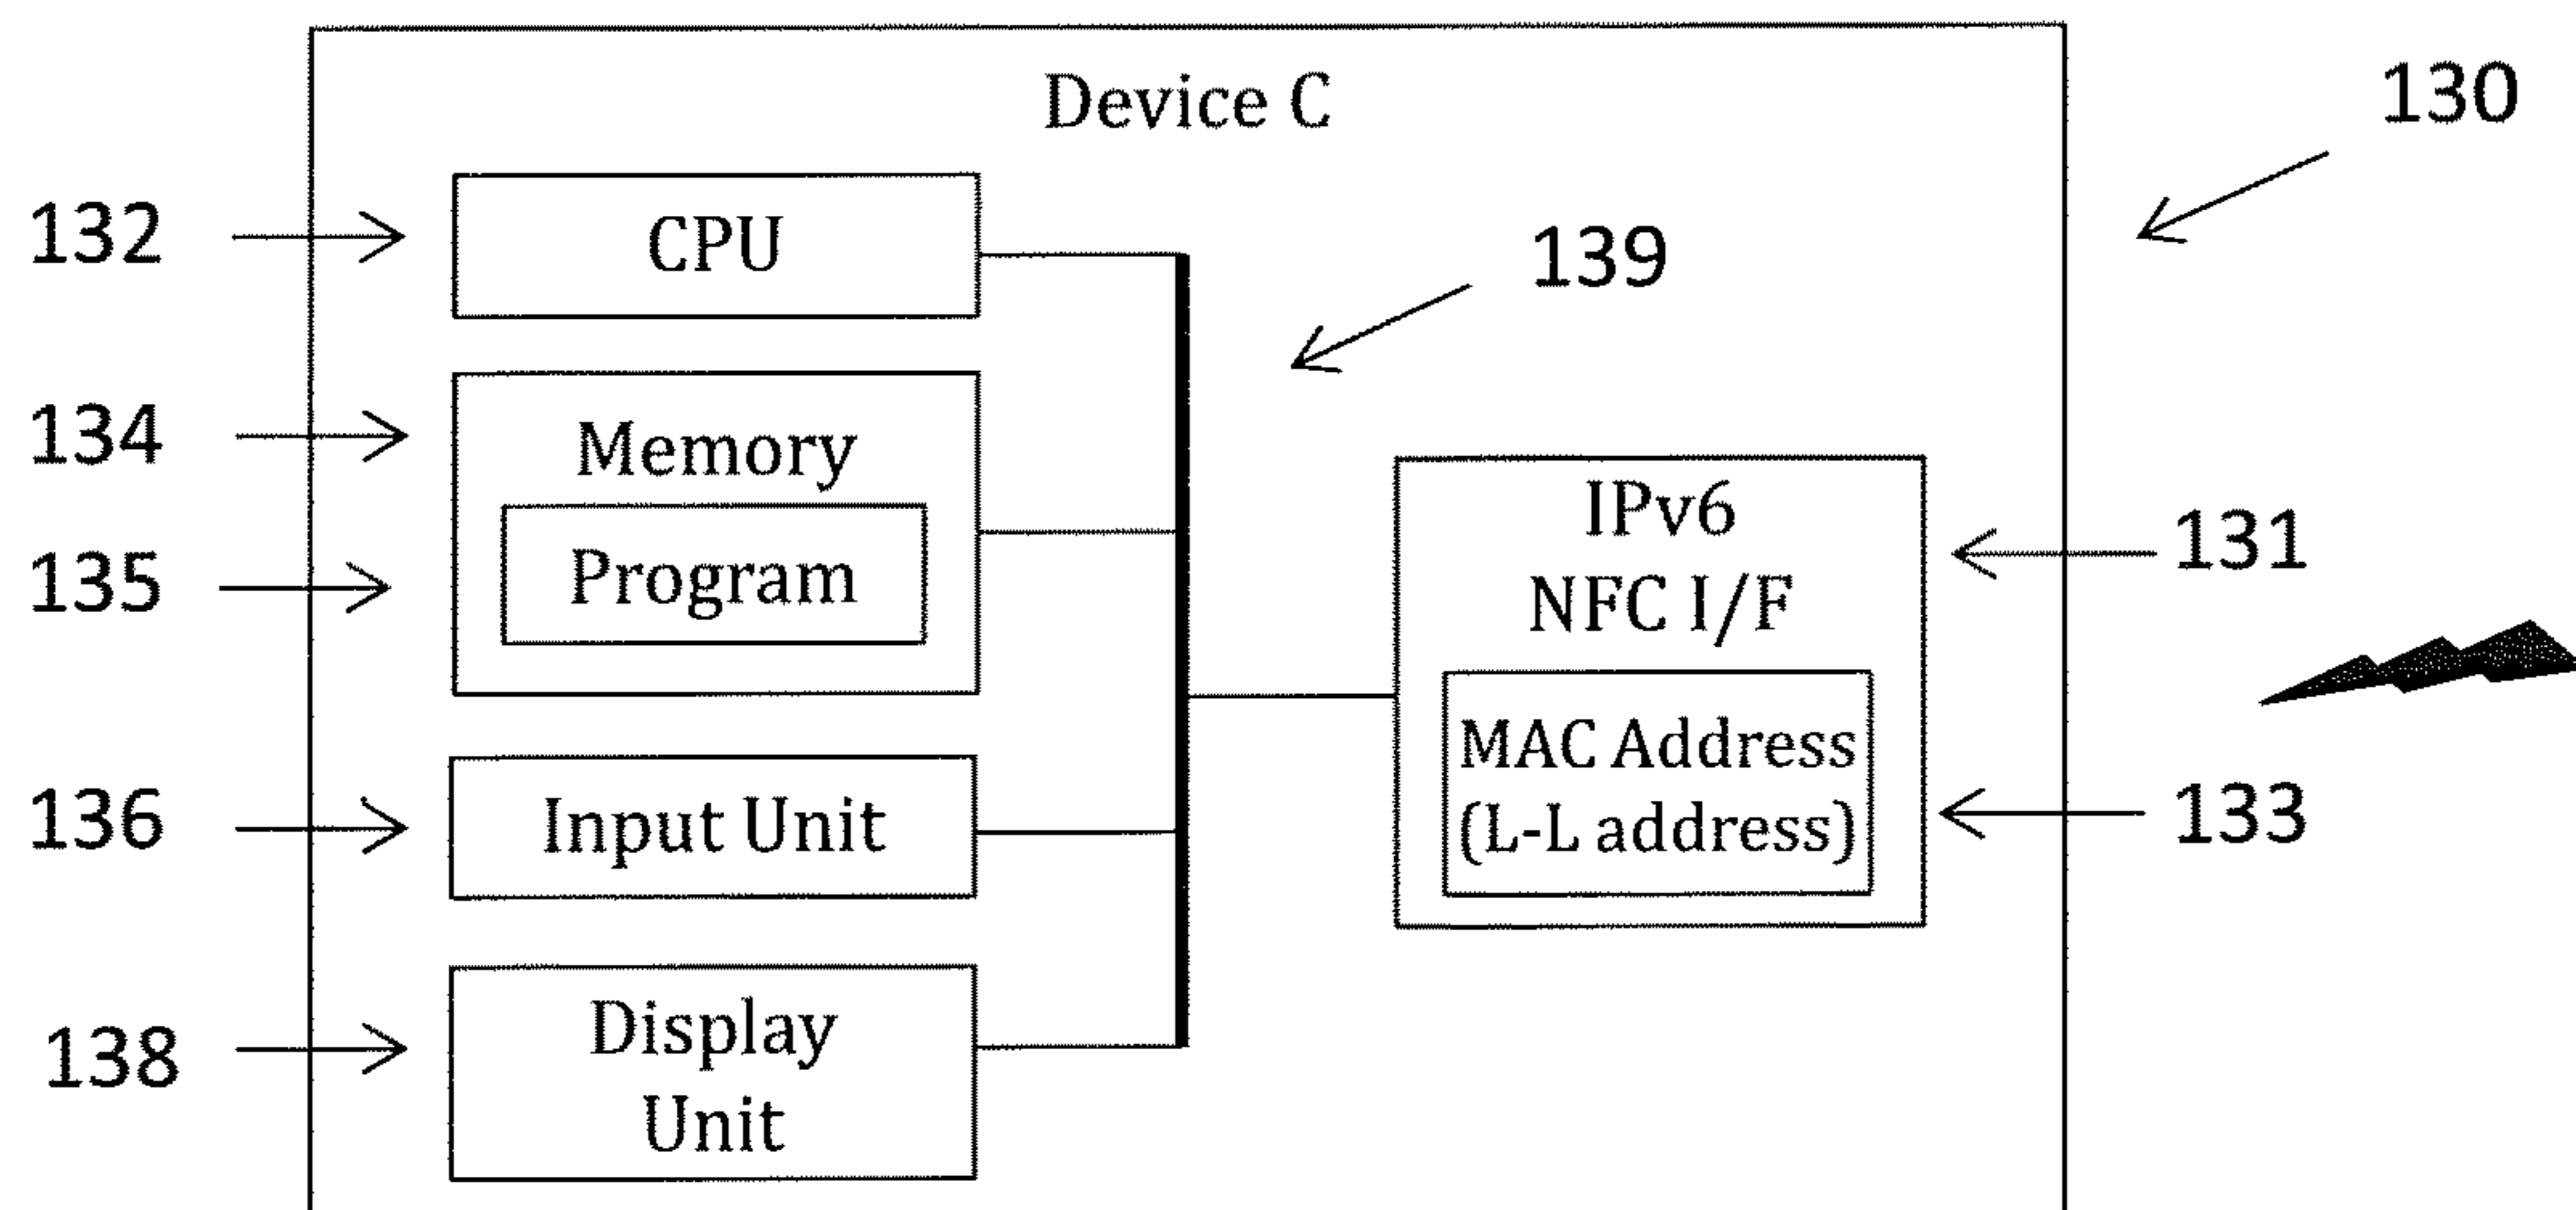 Device C
130
132
CPU
139
134
Memory
135
Program
IPv6
NFC I/F
131
MAC Address
(L-L address)
133
136
Input Unit
138
Display
Unit